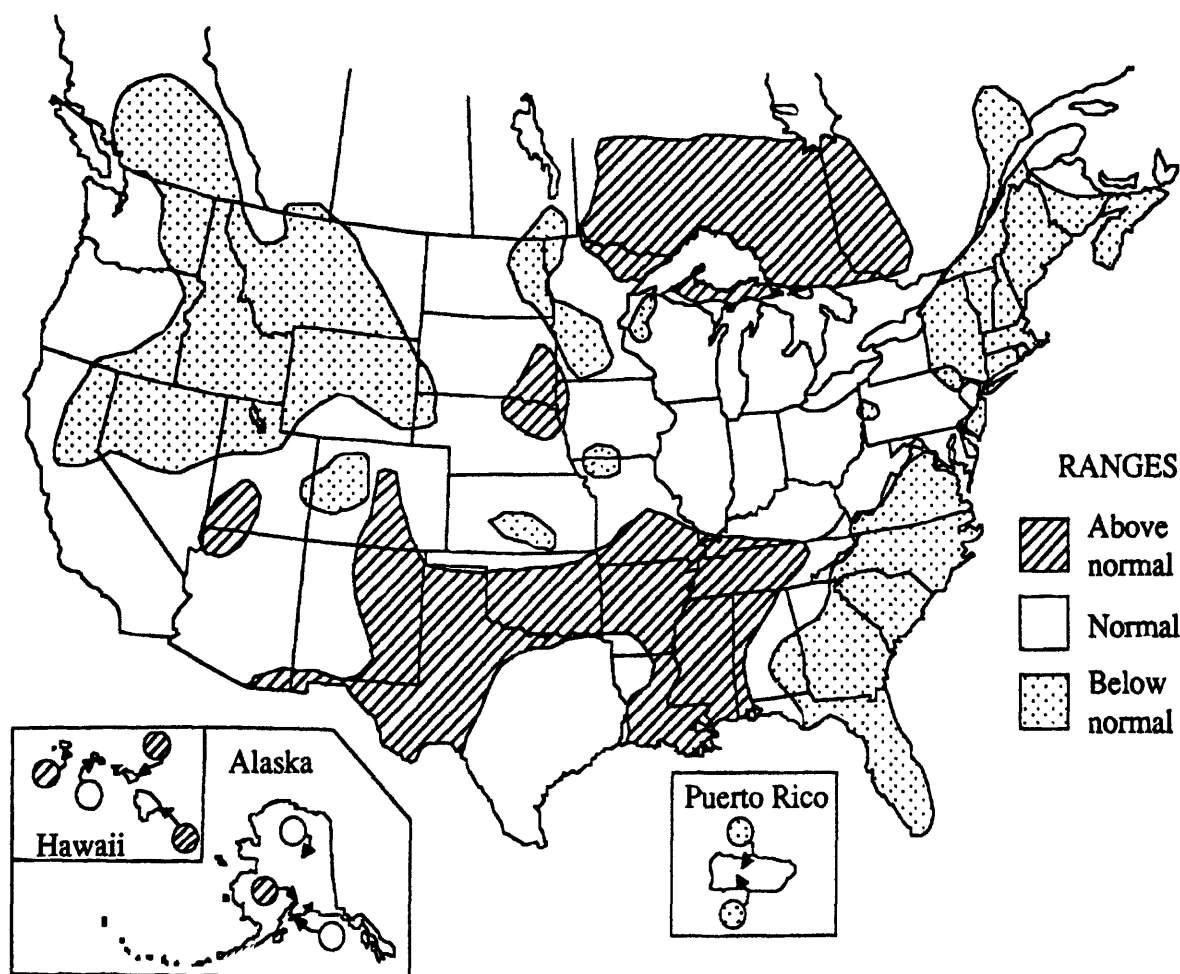 RANGES
Above
normal
Normal
Below
normal
Alaska
Hawaii
Puerto Rico